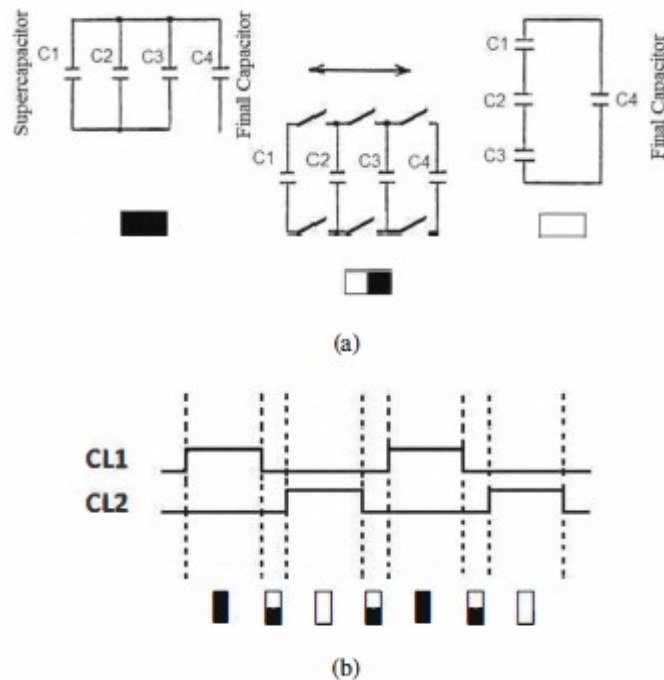 Supercapacitor
C1 C2 C3 C4
Final Capacitor
C1 C2 C3 C4
C1
C2
C3
C4
Final Capacitor
(a)
CL1
CL2
(b)